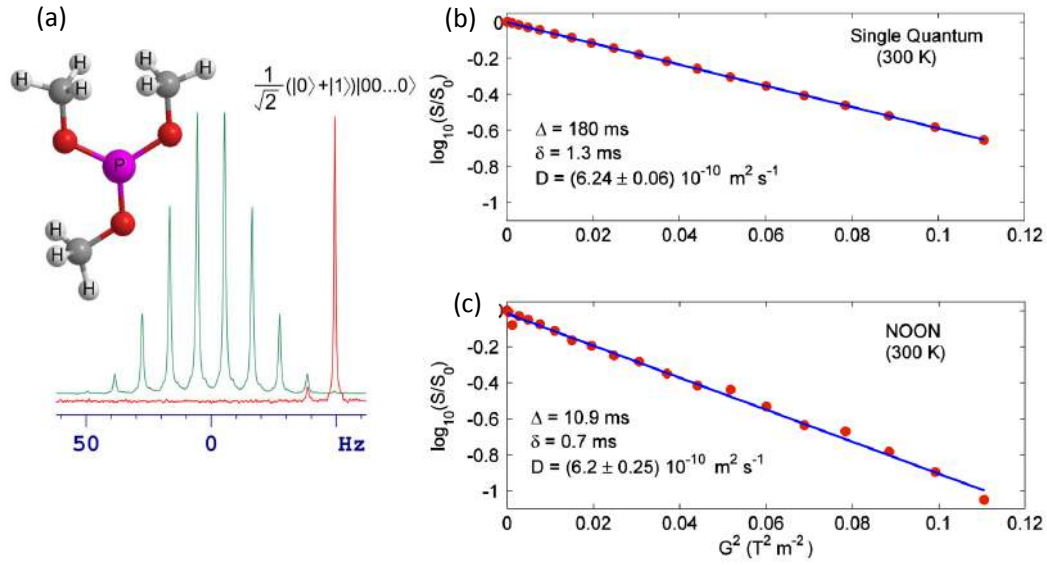 (a)
H
H
H
H
H
H
P
H
H
H
1/√2 (|0⟩+|1⟩)|00...0⟩
50
0
Hz
(b)
Single Quantum
(300 K)
Δ = 180 ms
δ = 1.3 ms
D = (6.24 ± 0.06) 10⁻¹⁰ m² s⁻¹
log₁₀(S/S₀)
0
-0.2
-0.4
-0.6
-0.8
-1
0 0.02 0.04 0.06 0.08 0.1 0.12
(c)
NOON
(300 K)
Δ = 10.9 ms
δ = 0.7 ms
D = (6.2 ± 0.25) 10⁻¹⁰ m² s⁻¹
log₁₀(S/S₀)
-0.2
-0.4
-0.6
-0.8
-1
0 0.02 0.04 0.06 0.08 0.1 0.12
G² (T² m⁻²)